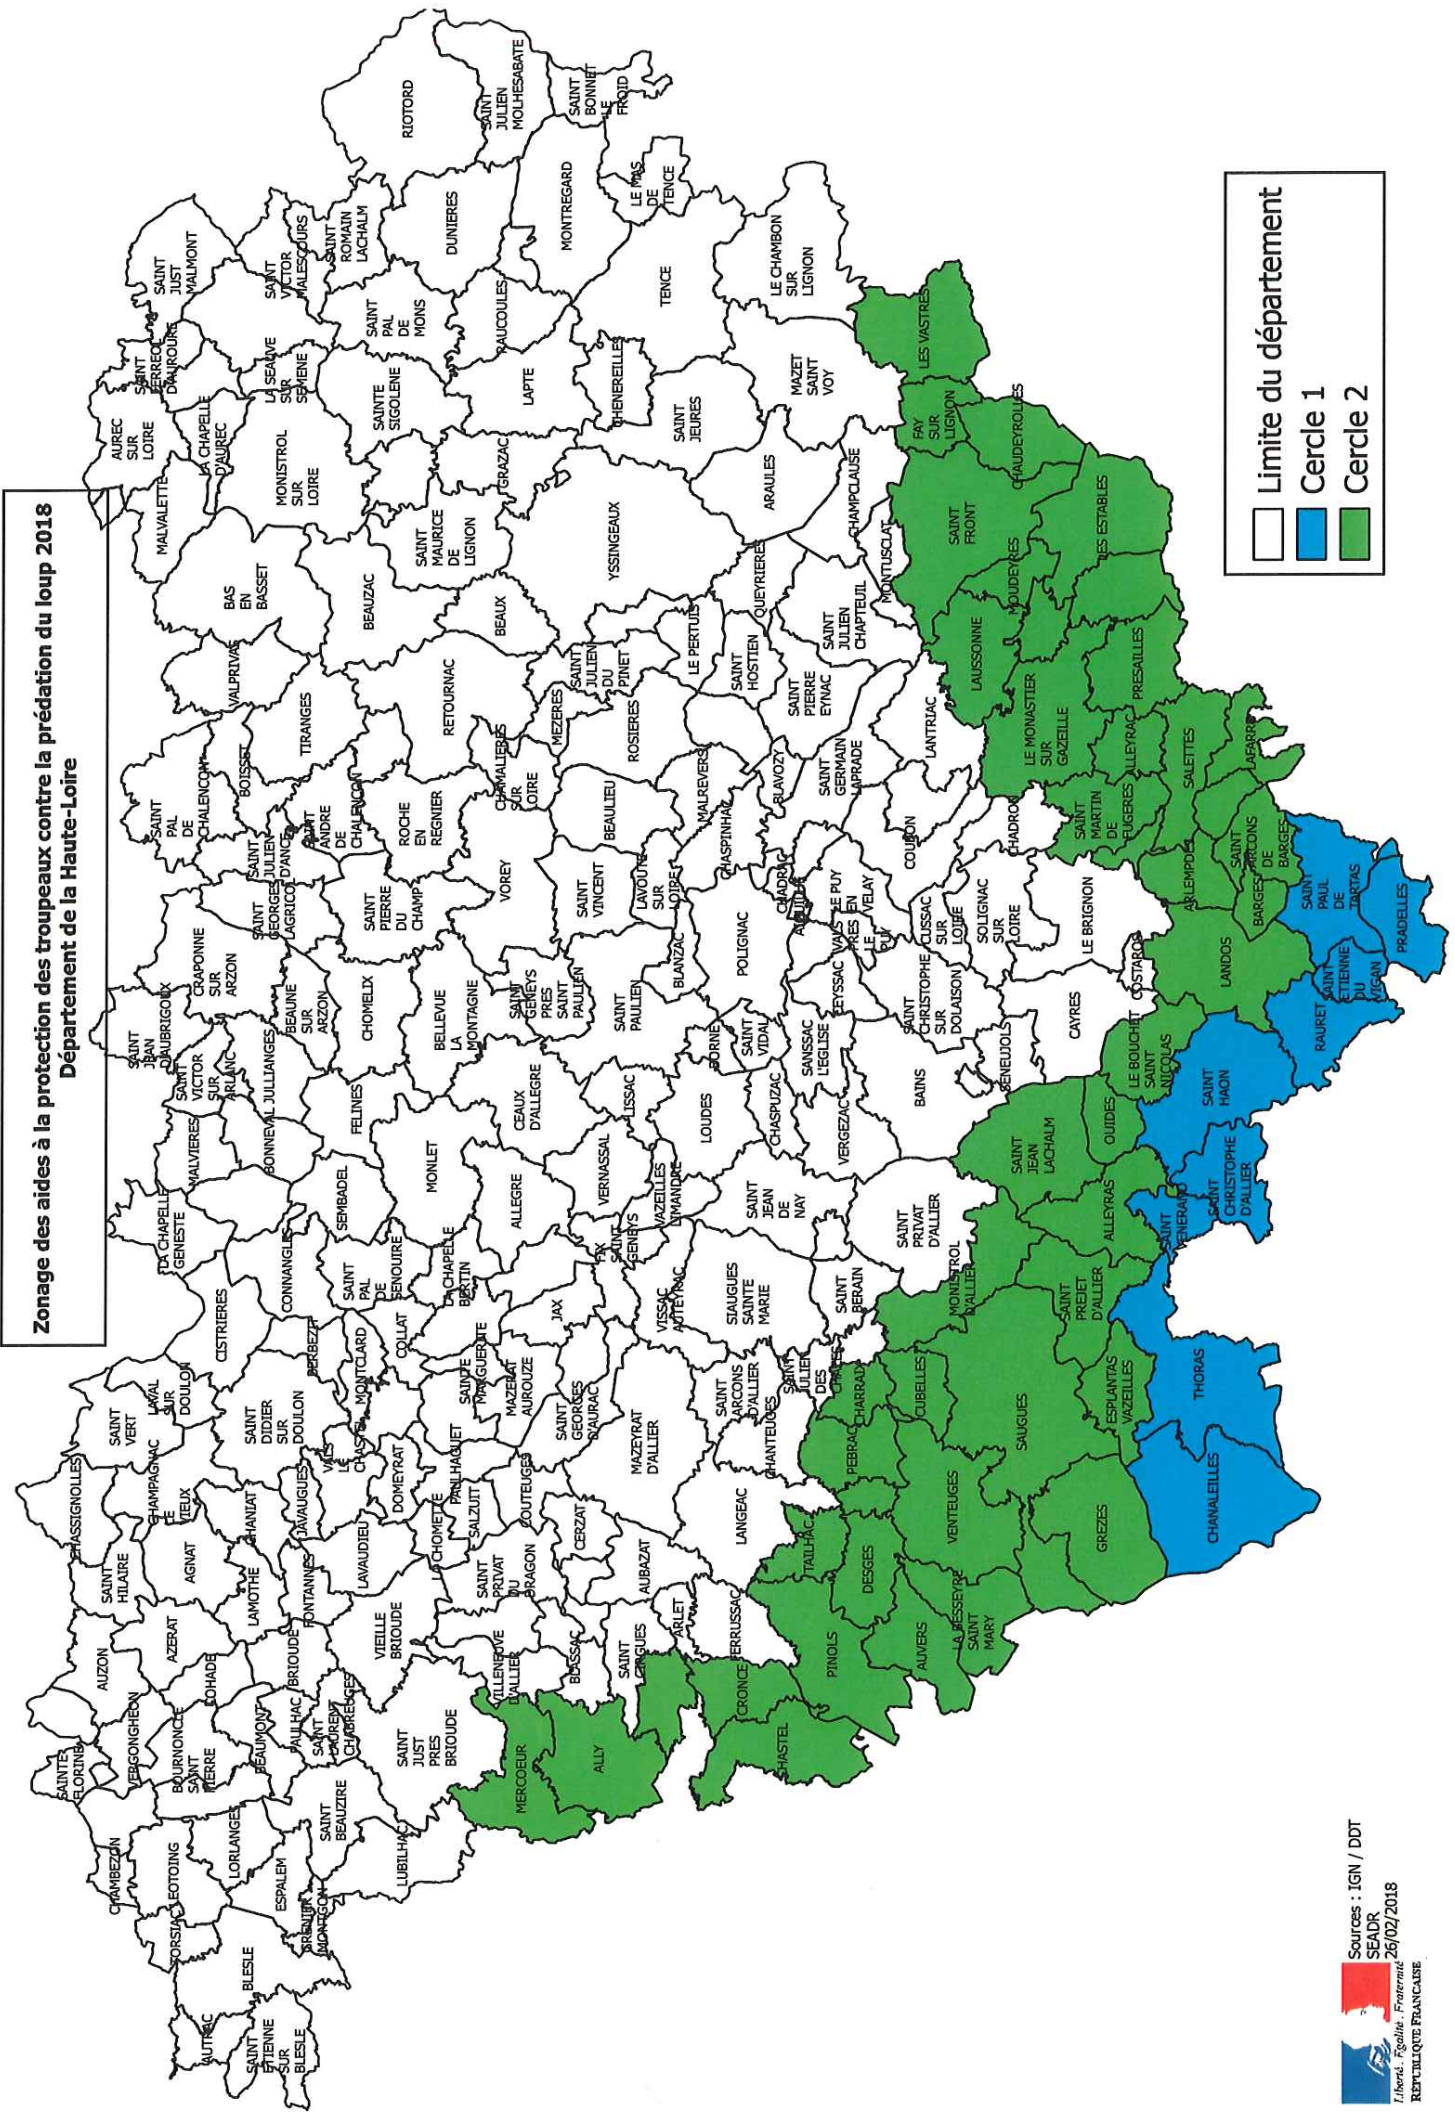 Zonage des aides à la protection des troupeaux contre la prédation du loup 2018
Département de la Haute-Loire
RIOTORD
SAINT
JULIEN
MOLHESABATE
SAINT
BONNET
LE
FROID
SAINT
JUST
MALMONT
SAINT
VICTOR
MALESCOURS
SAINT
ROMAIN
LACHALM
DUNIERES
MONTREGARD
LE MAS
DE
TENCE
SAINT
FERREOL
D'AUROURE
LA SEAUVE
SUR
SEMENE
SAINT
PAL
DE
MONS
RAUCOULES
TENCE
LE CHAMBON
SUR
LIGNON
AUREC
SUR
LOIRE
LA CHAPELLE
D'AUREC
SAINTE
SIGOLENE
LAPTE
CHENEREILLES
SAINT
JEURES
MAZET
SAINT
VOY
LES VASTRES
MALVALETTE
MONISTROL
SUR
LOIRE
GRAZAC
ARAULES
CHAMPCLAUSE
FAY
SUR
LIGNON
CHAUDEYROLLES
BAS
EN
BASSET
BEAUZAC
SAINT
MAURICE
DE
LIGNON
YSSINGEAUX
QUEYRIERES
MONTUSCLAT
SAINT
FRONT
LES ESTABLES
VALPRIVAS
BEAUX
SAINT
JULIEN
DU
PINET
LE PERTUIS
SAINT
HOSTIEN
SAINT
JULIEN
CHAPTEUIL
MOUDEYRES
LAUSSONNE
TIRANGES
RETOURNAC
MEZERES
ROSIERES
SAINT
PIERRE
EYNAC
LANTRIAC
LE MONASTIER
SUR
GAZEILLE
PRESAILLES
SAINT
PAL
DE
CHALENCON
BOISSET
SAINT
ANDRE
DE
CHALENCON
ROCHE
EN
REGNIER
CHAMALIERES
SUR
LOIRE
BEAULIEU
MALREVERS
BLAVOZY
SAINT
GERMAIN
LAPRADE
ALLEYRAC
SALETTES
LAFARRE
SAINT
JULIEN
D'ANCE
SAINT
GEORGES
LAGRICOL
SAINT
PIERRE
DU
CHAMP
VOREY
SAINT
VINCENT
LAVOUTE
SUR
LOIRE
CHASPINHAC
CHADRAC
AIGUILHE
LE PUY
EN
VELAY
COUBON
CHADRON
SAINT
MARTIN
DE
FUGERES
ARLEMPDES
SAINT
ARCONS
DE
BARGES
BARGES
CRAPONNE
SUR
ARZON
BEAUNE
SUR
ARZON
CHOMELIX
BELLEVUE
LA
MONTAGNE
SAINT
GENEYS
PRES
SAINT
PAULIEN
SAINT
PAULIEN
BLANZAC
POLIGNAC
VALS
PRES
LE
PUY
CEYSSAC
CUSSAC
SUR
LOIRE
SOLIGNAC
SUR
LOIRE
LE BRIGNON
COSTAROS
LANDOS
SAINT
PAUL
DE
TARTAS
PRADELLES
SAINT
JEAN
D'AUBRIGOUX
SAINT
VICTOR
SUR
ARLANC
JULLIANGES
FELINES
CEAUX
D'ALLEGRE
LISSAC
BORNE
SAINT
VIDAL
SANSSAC
L'EGLISE
SAINT
CHRISTOPHE
SUR
DOLAISON
SENEUJOLS
CAYRES
LE BOUCHET
SAINT
NICOLAS
RAURET
SAINT
ETIENNE
DU
VIGAN
MALVIERES
BONNEVAL
SEMBADEL
MONLET
ALLEGRE
VERNASSAL
VAZEILLES
LIMANDRE
LOUDES
CHASPUZAC
VERGEZAC
BAINS
SAINT
JEAN
LACHALM
OUIDES
SAINT
HAON
LA CHAPELLE
GENESTE
CONNANGLES
SAINT
PAL
DE
SENOUIRE
LA CHAPELLE
BERTIN
FIX
SAINT
GENEYS
SAINT
JEAN
DE
NAY
SAINT
PRIVAT
D'ALLIER
ALLEYRAS
SAINT
VENERAND
SAINT
CHRISTOPHE
D'ALLIER
CISTRIERES
BERBEZIT
MONTCLARD
COLLAT
SAINTE
MARGUERITE
JAX
VISSAC
AUTEYRAC
SIAUGUES
SAINTE
MARIE
SAINT
BERAIN
MONISTROL
D'ALLIER
SAINT
PREJET
D'ALLIER
THORAS
SAINT
VERT
LAVAL
SUR
DOULON
SAINT
DIDIER
SUR
DOULON
MAZERAT
AUROUZE
SAINT
GEORGES
D'AURAC
MAZEYRAT
D'ALLIER
SAINT
ARCONS
D'ALLIER
SAINT
JULIEN
DES
CHAZES
CHARRAIX
CUBELLES
SAUGUES
ESPLANTAS
VAZEILLES
CHASSIGNOLLES
CHAMPAGNAC
LE
VIEUX
CHANIAT
JAVAUGUES
VALS
LE
CHASTEL
DOMEYRAT
PAULHAGUET
SALZUIT
COUTEUGES
CHANTEUGES
LANGEAC
PEBRAC
VENTEUGES
GREZES
CHANALEILLES
SAINT
HILAIRE
AGNAT
LAMOTHE
FONTANNES
LAVAUDIEU
LA CHOMETTE
SAINT
PRIVAT
DU
DRAGON
CERZAT
AUBAZAT
TAILHAC
DESGES
LA BESSEYRE
SAINT
MARY
AUZON
AZERAT
COHADE
BRIOUDE
VIEILLE
BRIOUDE
VILLENEUVE
D'ALLIER
BLASSAC
SAINT
CIRGUES
ARLET
FERRUSSAC
PINOLS
AUVERS
SAINTE
FLORINE
VERGONGHEON
BOURNONCLE
SAINT
PIERRE
BEAUMONT
PAULHAC
SAINT
LAURENT
CHABREUGES
SAINT
JUST
PRES
BRIOUDE
MERCOEUR
ALLY
CRONCE
CHASTEL
CHAMBEZON
LEOTOING
LORLANGES
ESPALEM
SAINT
BEAUZIRE
LUBILHAC
TORSIAC
GRENIER
MONTGON
BLESLE
AUTRAC
SAINT
ETIENNE
SUR
BLESLE
Limite du département
Cercle 1
Cercle 2
Sources : IGN / DDT
SEADR
26/02/2018
Liberté . Égalité . Fraternité
RÉPUBLIQUE FRANCAISE